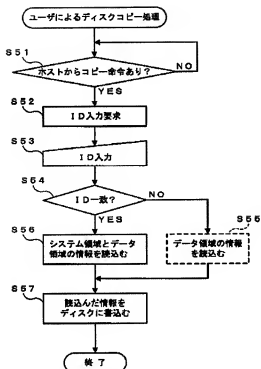 ユーザによるディスクコピー処理
S51
ホストからコピー命令あり?
NO
YES
S52
ID入力要求
S53
ID入力
S54
ID一致?
NO
YES
S55
データ領域の情報
を読込む
S56
システム領域とデータ
領域の情報を読込む
S57
読込んだ情報を
ディスクに書込む
終了